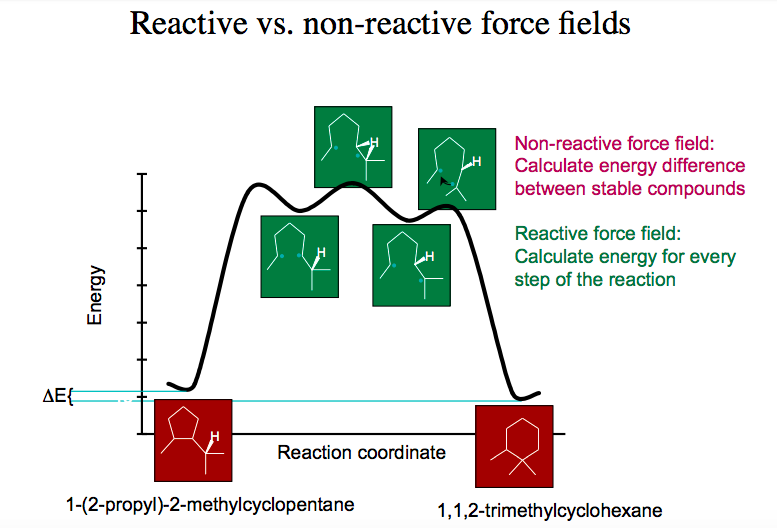 Reactive vs. non-reactive force fields
H
H
Non-reactive force field:
Calculate energy difference
between stable compounds
H
H
Reactive force field:
Calculate energy for every
step of the reaction
Energy
ΔE{
H
Reaction coordinate
1-(2-propyl)-2-methylcyclopentane
1,1,2-trimethylcyclohexane